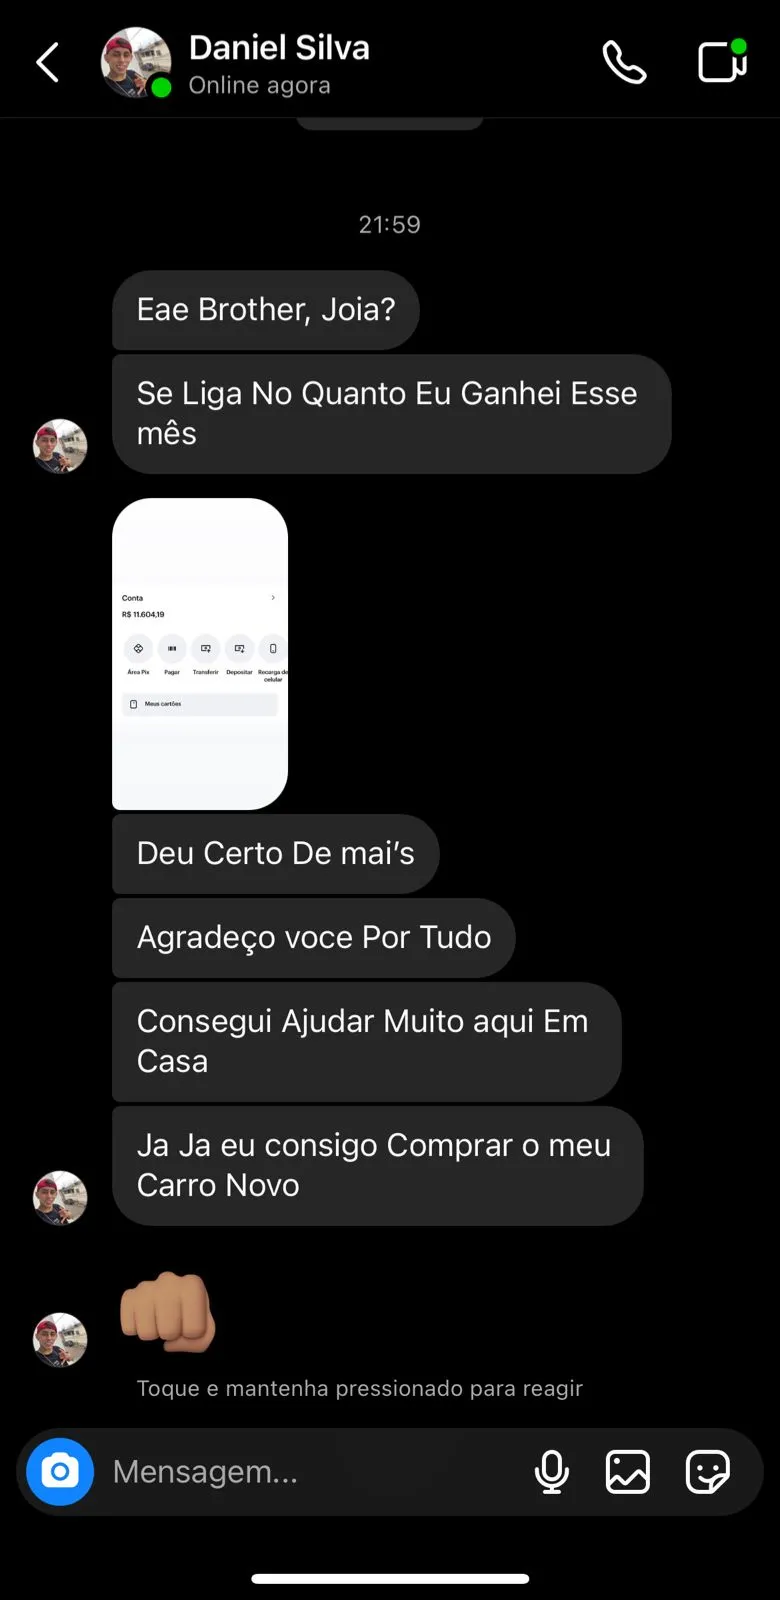 Daniel Silva
Online agora
21:59
Eae Brother, Joia?
Se Liga No Quanto Eu Ganhei Esse
mês
Conta
R$ 11.604,19
Área Pix
Pagar
Transferir
Depositar
Recarga de
celular
Meus cartões
Deu Certo De mai’s
Agradeço voce Por Tudo
Consegui Ajudar Muito aqui Em
Casa
Ja Ja eu consigo Comprar o meu
Carro Novo
Toque e mantenha pressionado para reagir
Mensagem...